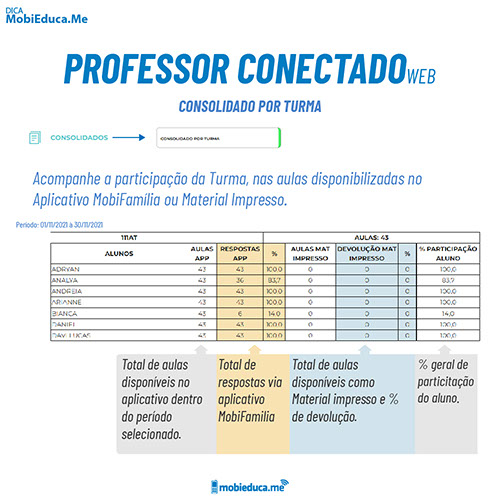 DICA
MobiEduca.Me
PROFESSOR CONECTADO WEB
CONSOLIDADO POR TURMA
CONSOLIDADOS CONSOLIDADO POR TURMA
Acompanhe a participação da Turma, nas aulas disponibilizadas no
Aplicativo MobiFamília ou Material Impresso.
Período: 01/11/2021 à 30/11/2021
111AT AULAS: 43
ALUNOS AULAS APP RESPOSTAS APP % AULAS MAT IMPRESSO DEVOLUÇÃO MAT IMPRESSO % % PARTICIPAÇÃO ALUNO
ADRYAN 43 43 100,0 0 0 0 100,0
ANALYA 43 36 83,7 0 0 0 83,7
ANDRÉIA 43 43 100,0 0 0 0 100,0
ARIANNE 43 43 100,0 0 0 0 100,0
BIANCA 43 6 14,0 0 0 0 14,0
DANIEL 43 43 100,0 0 0 0 100,0
DAVI LUCAS 43 43 100,0 0 0 0 100,0
Total de aulas
disponíveis no
aplicativo dentro
do período
selecionado.
Total de
respostas via
aplicativo
MobiFamilia
Total de aulas
disponíveis como
Material impresso e %
de devolução.
% geral de
particitação
do aluno.
mobieduca.me